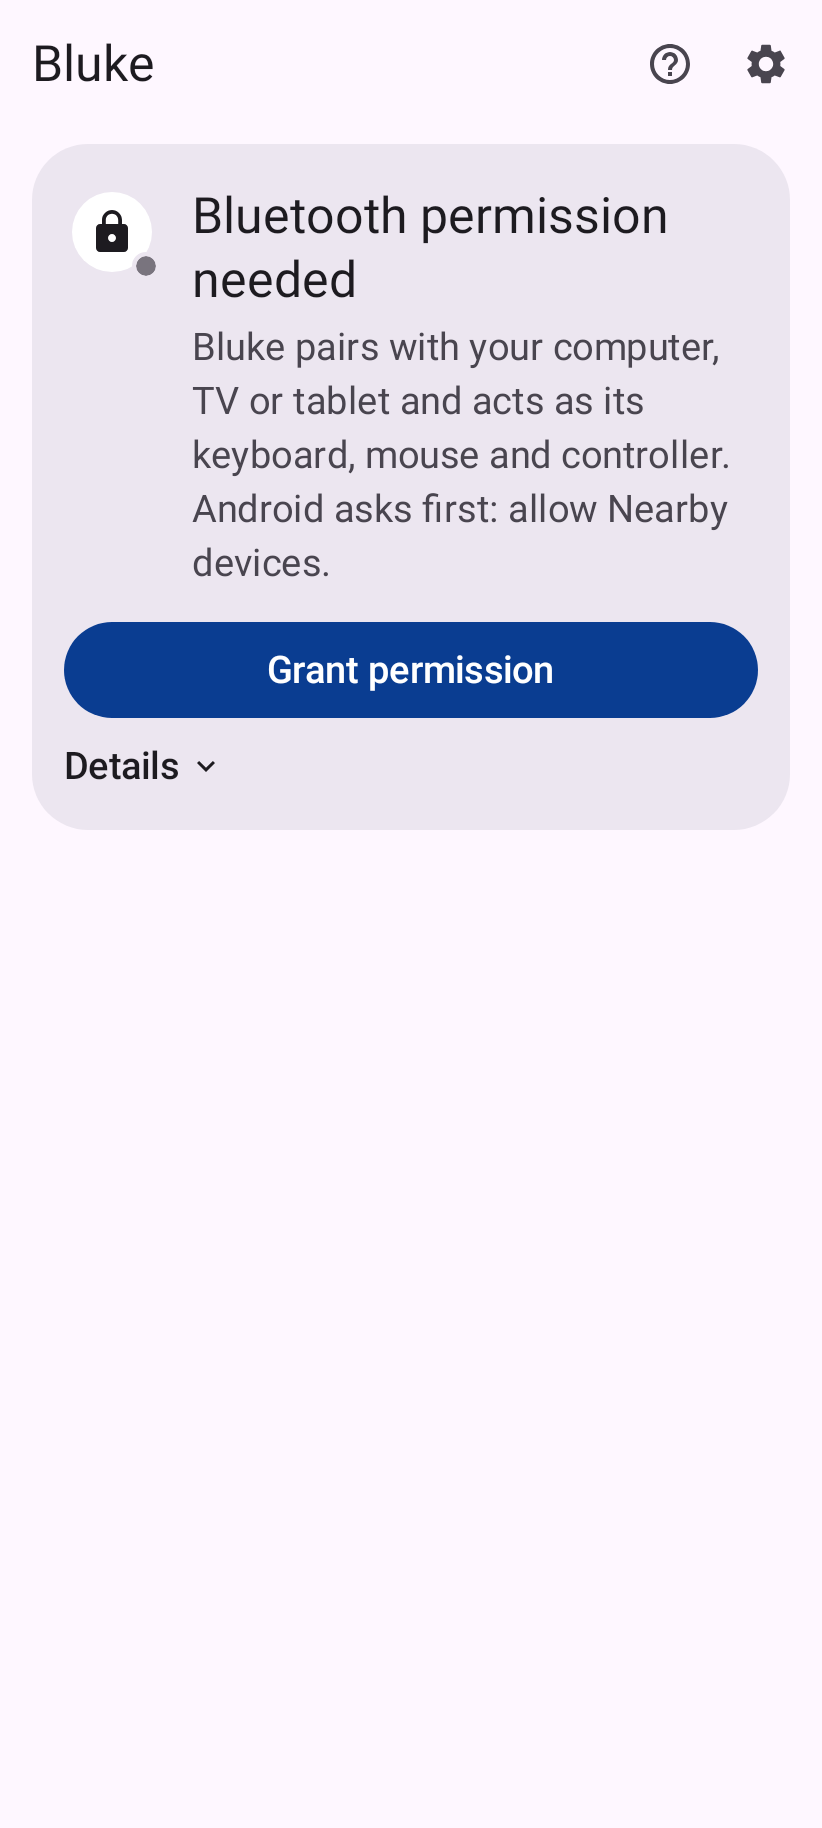 Bluke
Bluetooth permission
needed
Bluke pairs with your computer,
TV or tablet and acts as its
keyboard, mouse and controller.
Android asks first: allow Nearby
devices.
Grant permission
Details